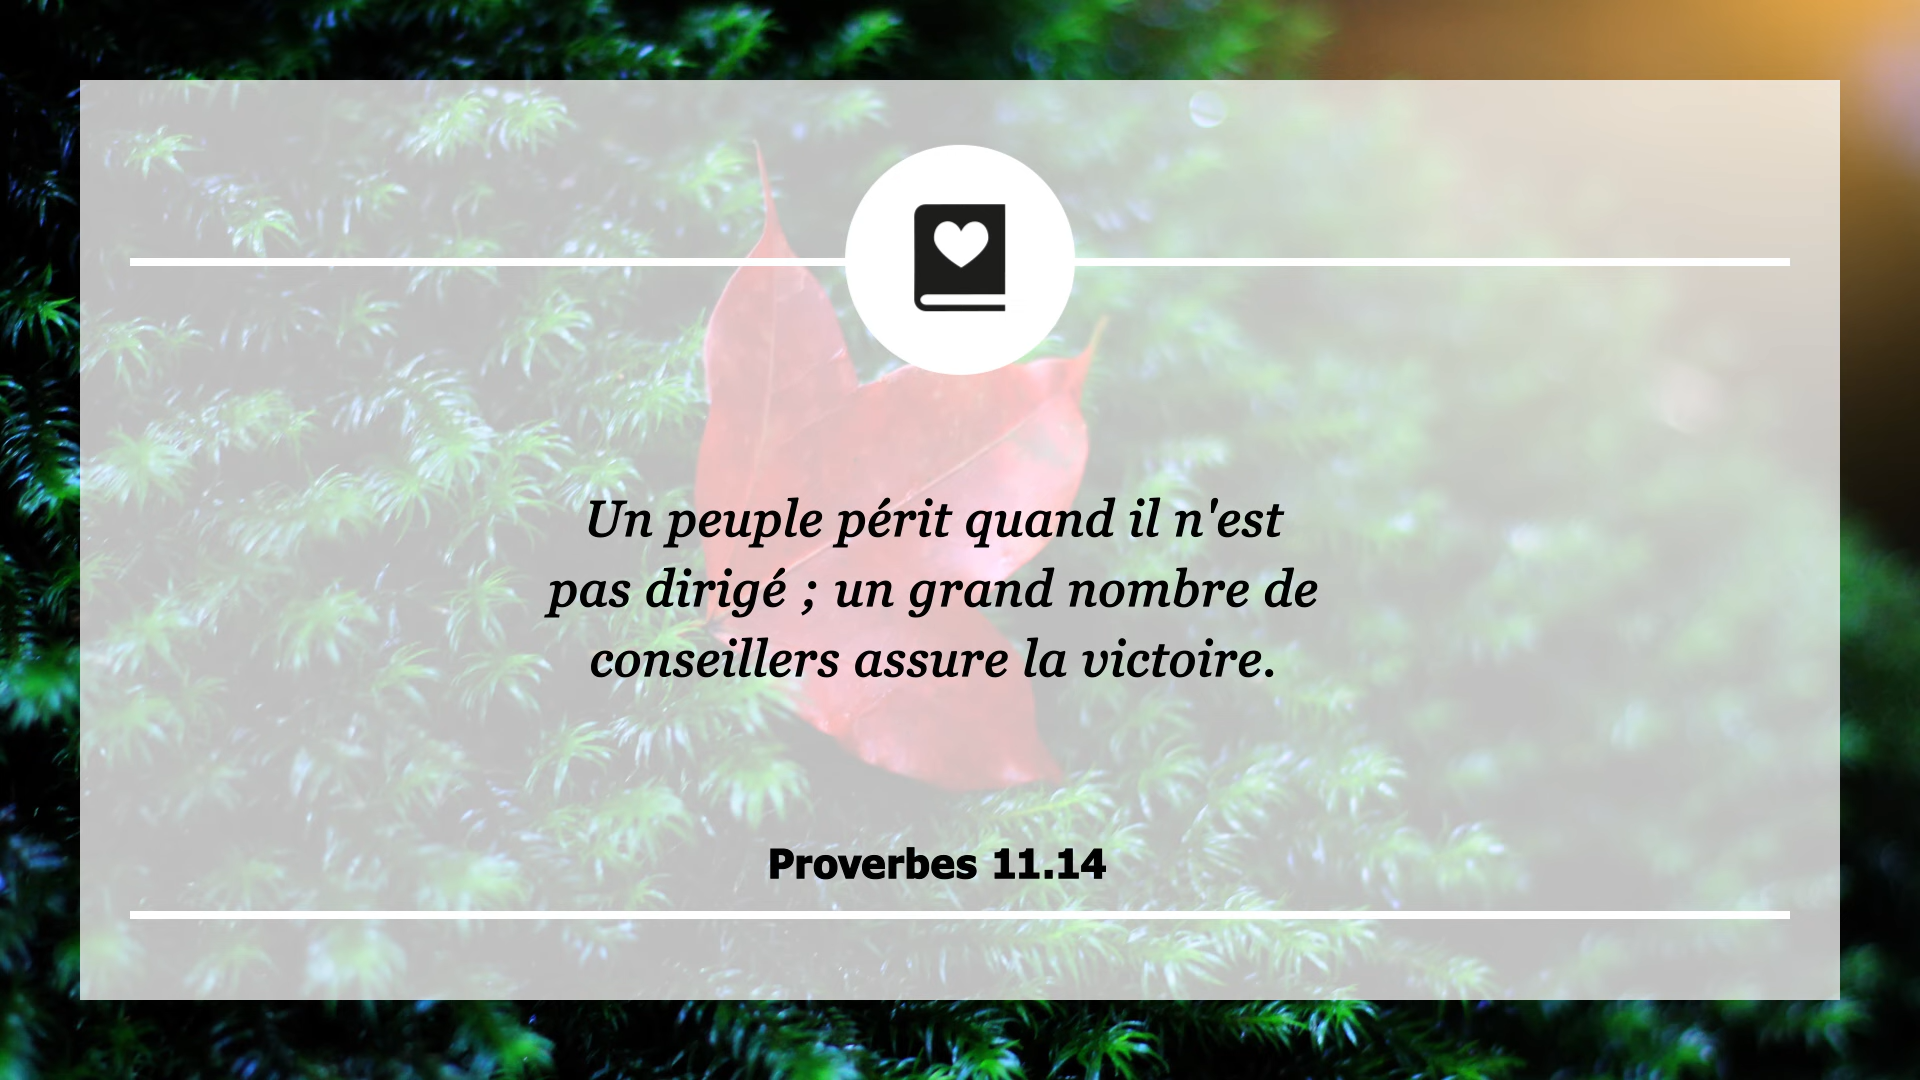 Un peuple périt quand il n'est
pas dirigé ; un grand nombre de
conseillers assure la victoire.
Proverbes 11.14